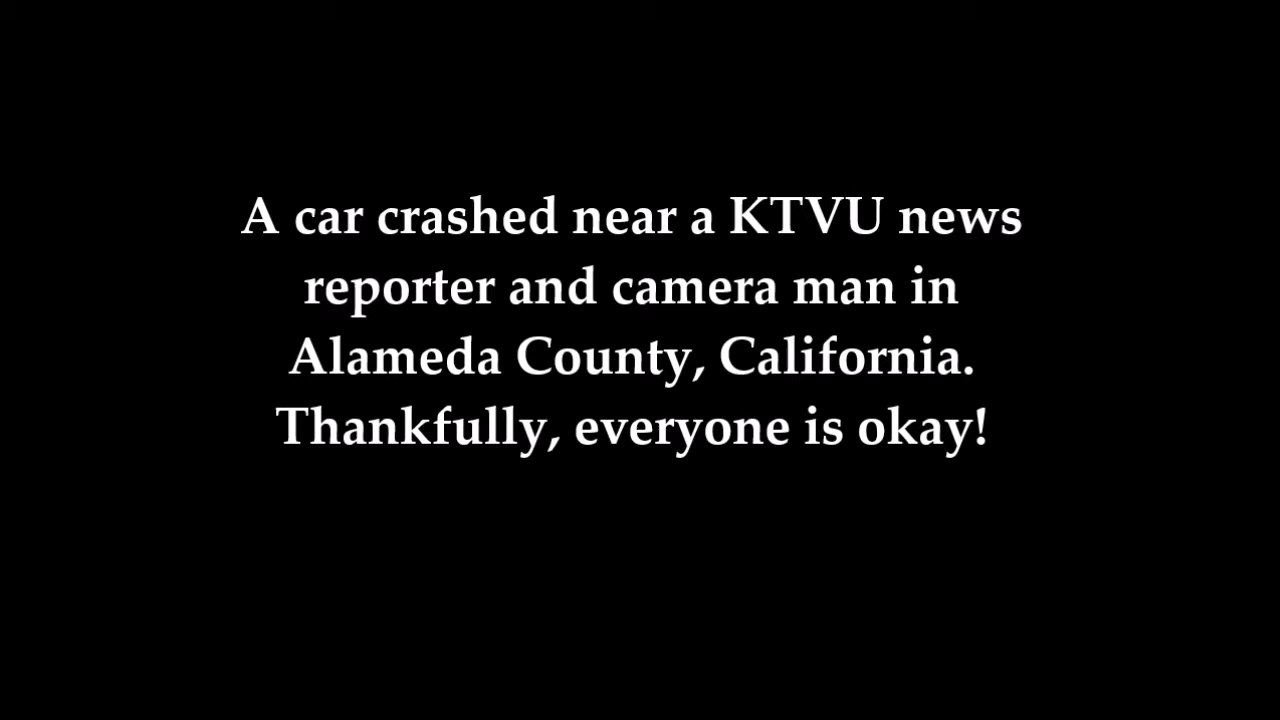 A car crashed near a KTVU news
reporter and camera man in
Alameda County, California.
Thankfully, everyone is okay!